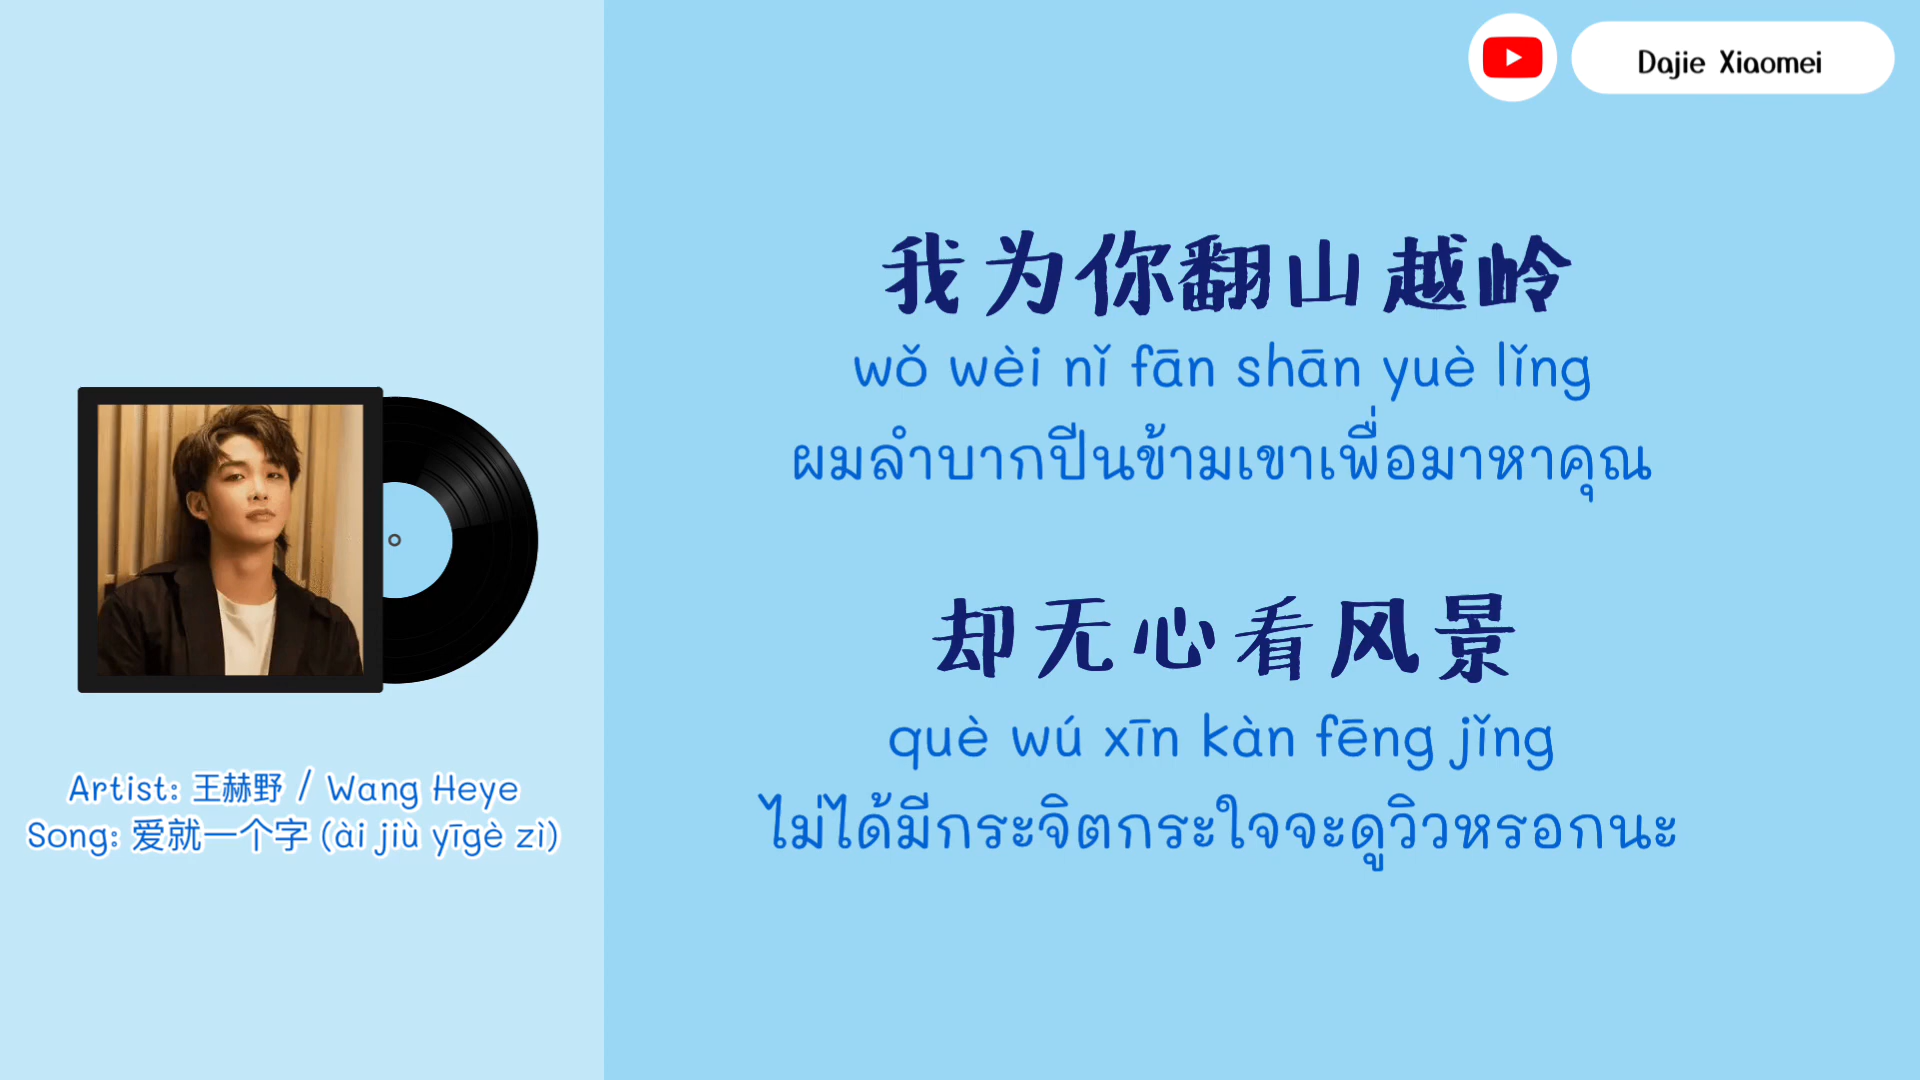 Dajie Xiaomei
我为你翻山越岭
wǒ wèi nǐ fān shān yuè lǐng
ผมลำบากปีนข้ามเขาเพื่อมาหาคุณ
却无心看风景
què wú xīn kàn fēng jǐng
ไม่ได้มีกระจิตกระใจจะดูวิวหรอกนะ
Artist: 王赫野 / Wang Heye
Song: 爱就一个字 (ài jiù yīgè zì)